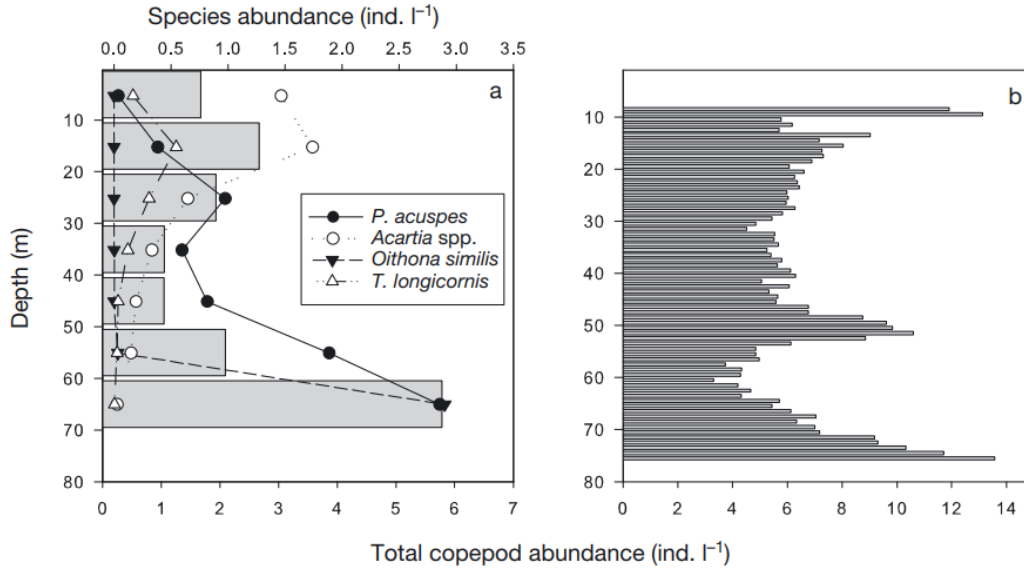 Species abundance (ind. l⁻¹)
0.0 0.5 1.0 1.5 2.0 2.5 3.0 3.5
a
10
20
30
40
50
60
70
80
Depth (m)
P. acuspes
Acartia spp.
Oithona similis
T. longicornis
0 1 2 3 4 5 6 7
b
10
20
30
40
50
60
70
80
0 2 4 6 8 10 12 14
Total copepod abundance (ind. l⁻¹)